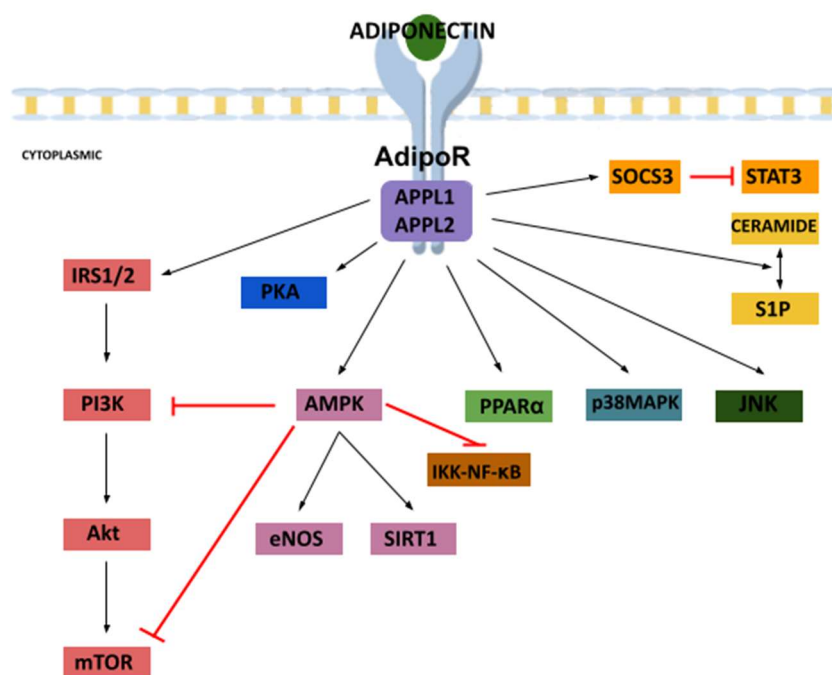 ADIPONECTIN
CYTOPLASMIC
AdipoR
APPL1
APPL2
SOCS3
STAT3
CERAMIDE
S1P
IRS1/2
PKA
PI3K
AMPK
PPARα
p38MAPK
JNK
IKK-NF-κB
Akt
eNOS
SIRT1
mTOR